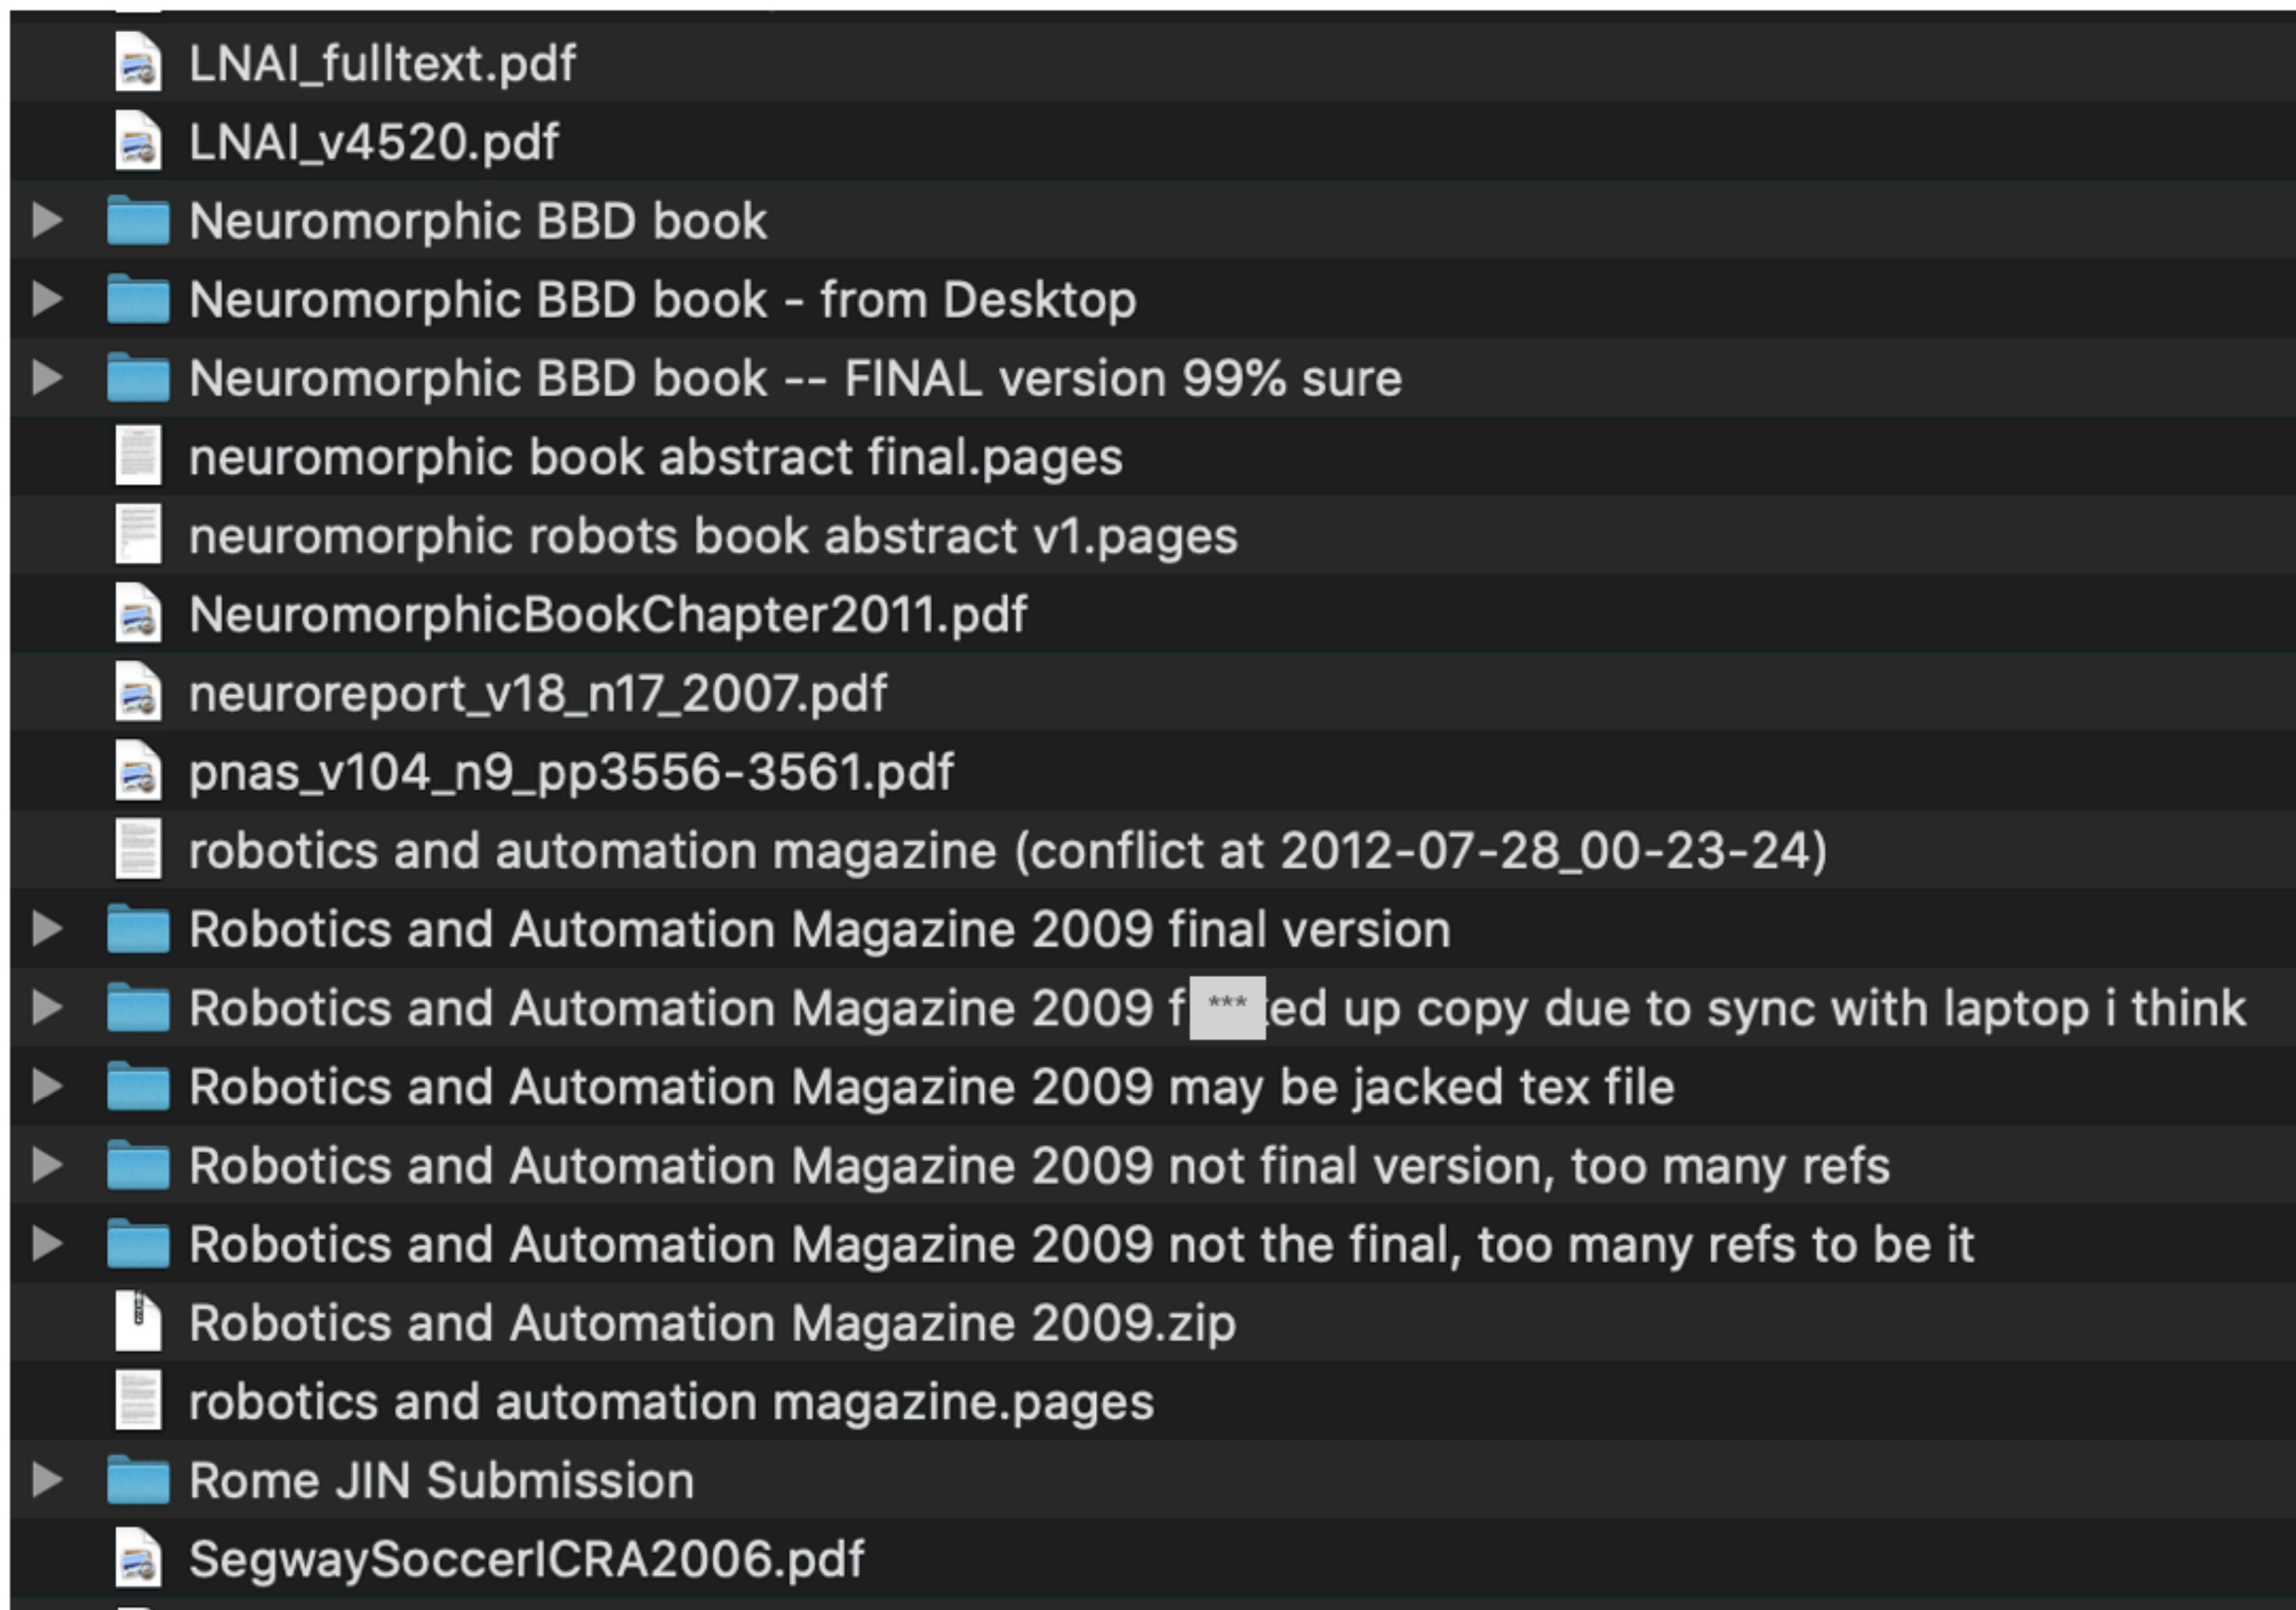 LNAI_fulltext.pdf
LNAI_v4520.pdf
Neuromorphic BBD book
Neuromorphic BBD book - from Desktop
Neuromorphic BBD book -- FINAL version 99% sure
neuromorphic book abstract final.pages
neuromorphic robots book abstract v1.pages
NeuromorphicBookChapter2011.pdf
neuroreport_v18_n17_2007.pdf
pnas_v104_n9_pp3556-3561.pdf
robotics and automation magazine (conflict at 2012-07-28_00-23-24)
Robotics and Automation Magazine 2009 final version
Robotics and Automation Magazine 2009 f***ed up copy due to sync with laptop i think
Robotics and Automation Magazine 2009 may be jacked tex file
Robotics and Automation Magazine 2009 not final version, too many refs
Robotics and Automation Magazine 2009 not the final, too many refs to be it
Robotics and Automation Magazine 2009.zip
robotics and automation magazine.pages
Rome JIN Submission
SegwaySoccerICRA2006.pdf